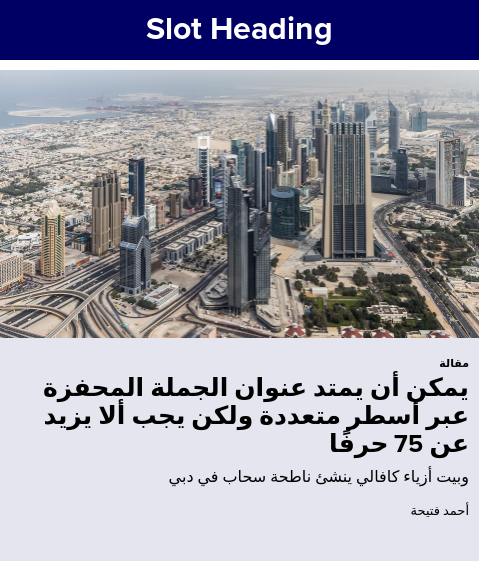 Slot Heading
مقالة
يمكن أن يمتد عنوان الجملة المحفزة
عبر أسطر متعددة ولكن يجب ألا يزيد
عن 75 حرفًا
وبيت أزياء كافالي ينشئ ناطحة سحاب في دبي
أحمد فتيحة